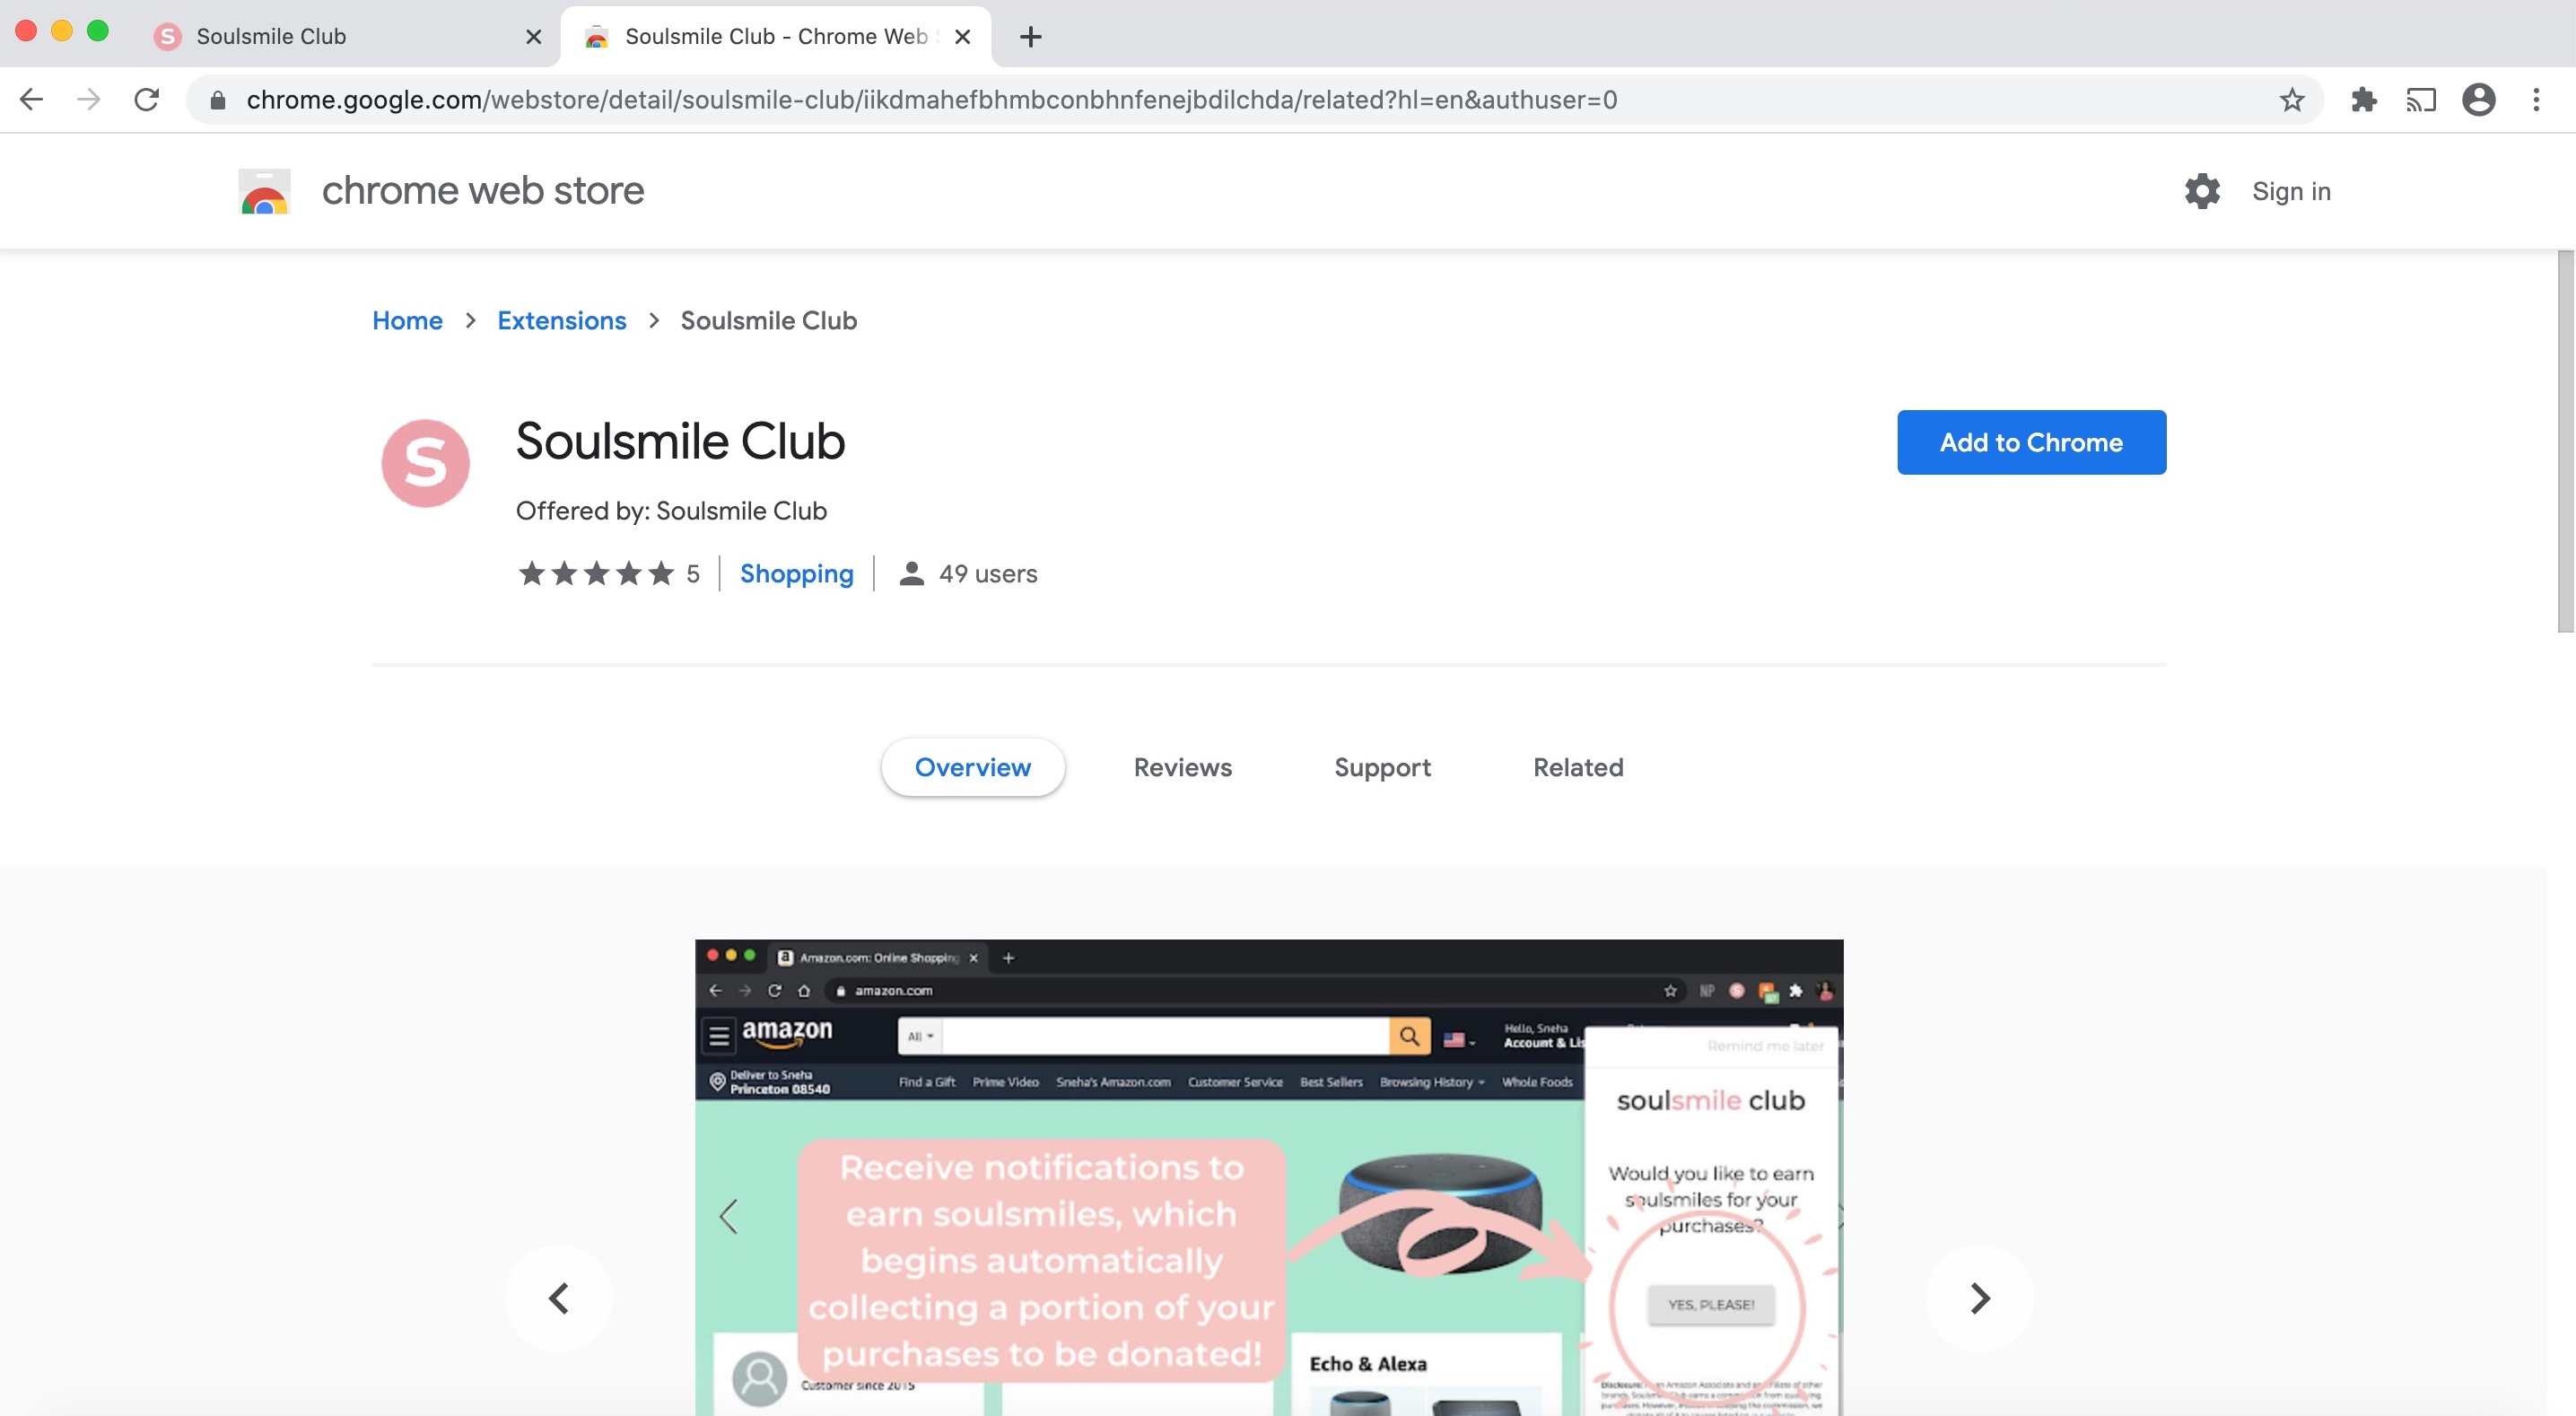 Soulsmile Club
Soulsmile Club - Chrome Web
chrome.google.com/webstore/detail/soulsmile-club/iikdmahefbhmbconbhnfenejbdilchda/related?hl=en&authuser=0
chrome web store
Sign in
Home > Extensions > Soulsmile Club
S
Soulsmile Club
Add to Chrome
Offered by: Soulsmile Club
5 | Shopping | 49 users
Overview Reviews Support Related
Amazon.com: Online Shopping
amazon.com
NP
amazon
All
Hello, Sneha
Account & Lis
Remind me later
Deliver to Sneha
Princeton 08540
Find a Gift Prime Video Sneha's Amazon.com Customer Service Best Sellers Browsing History Whole Foods
soulsmile club
Receive notifications to
earn soulsmiles, which
begins automatically
collecting a portion of your
purchases to be donated!
Would you like to earn
soulsmiles for your
purchases?
YES, PLEASE!
Customer since 2015
Echo & Alexa